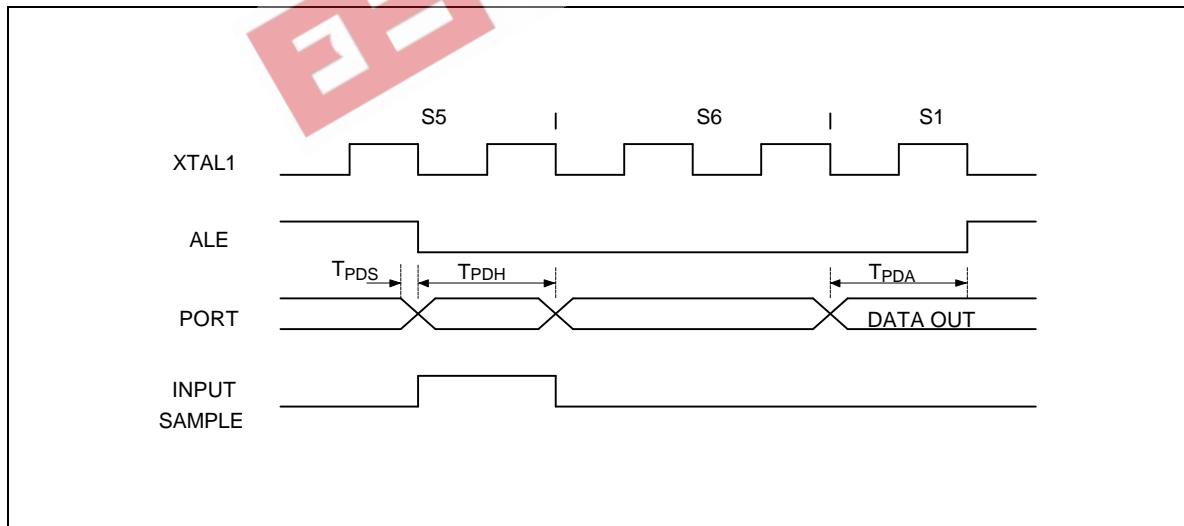 S5 S6 S1
XTAL1
ALE
TPDS TPDH TPDA
PORT DATA OUT
INPUT
SAMPLE